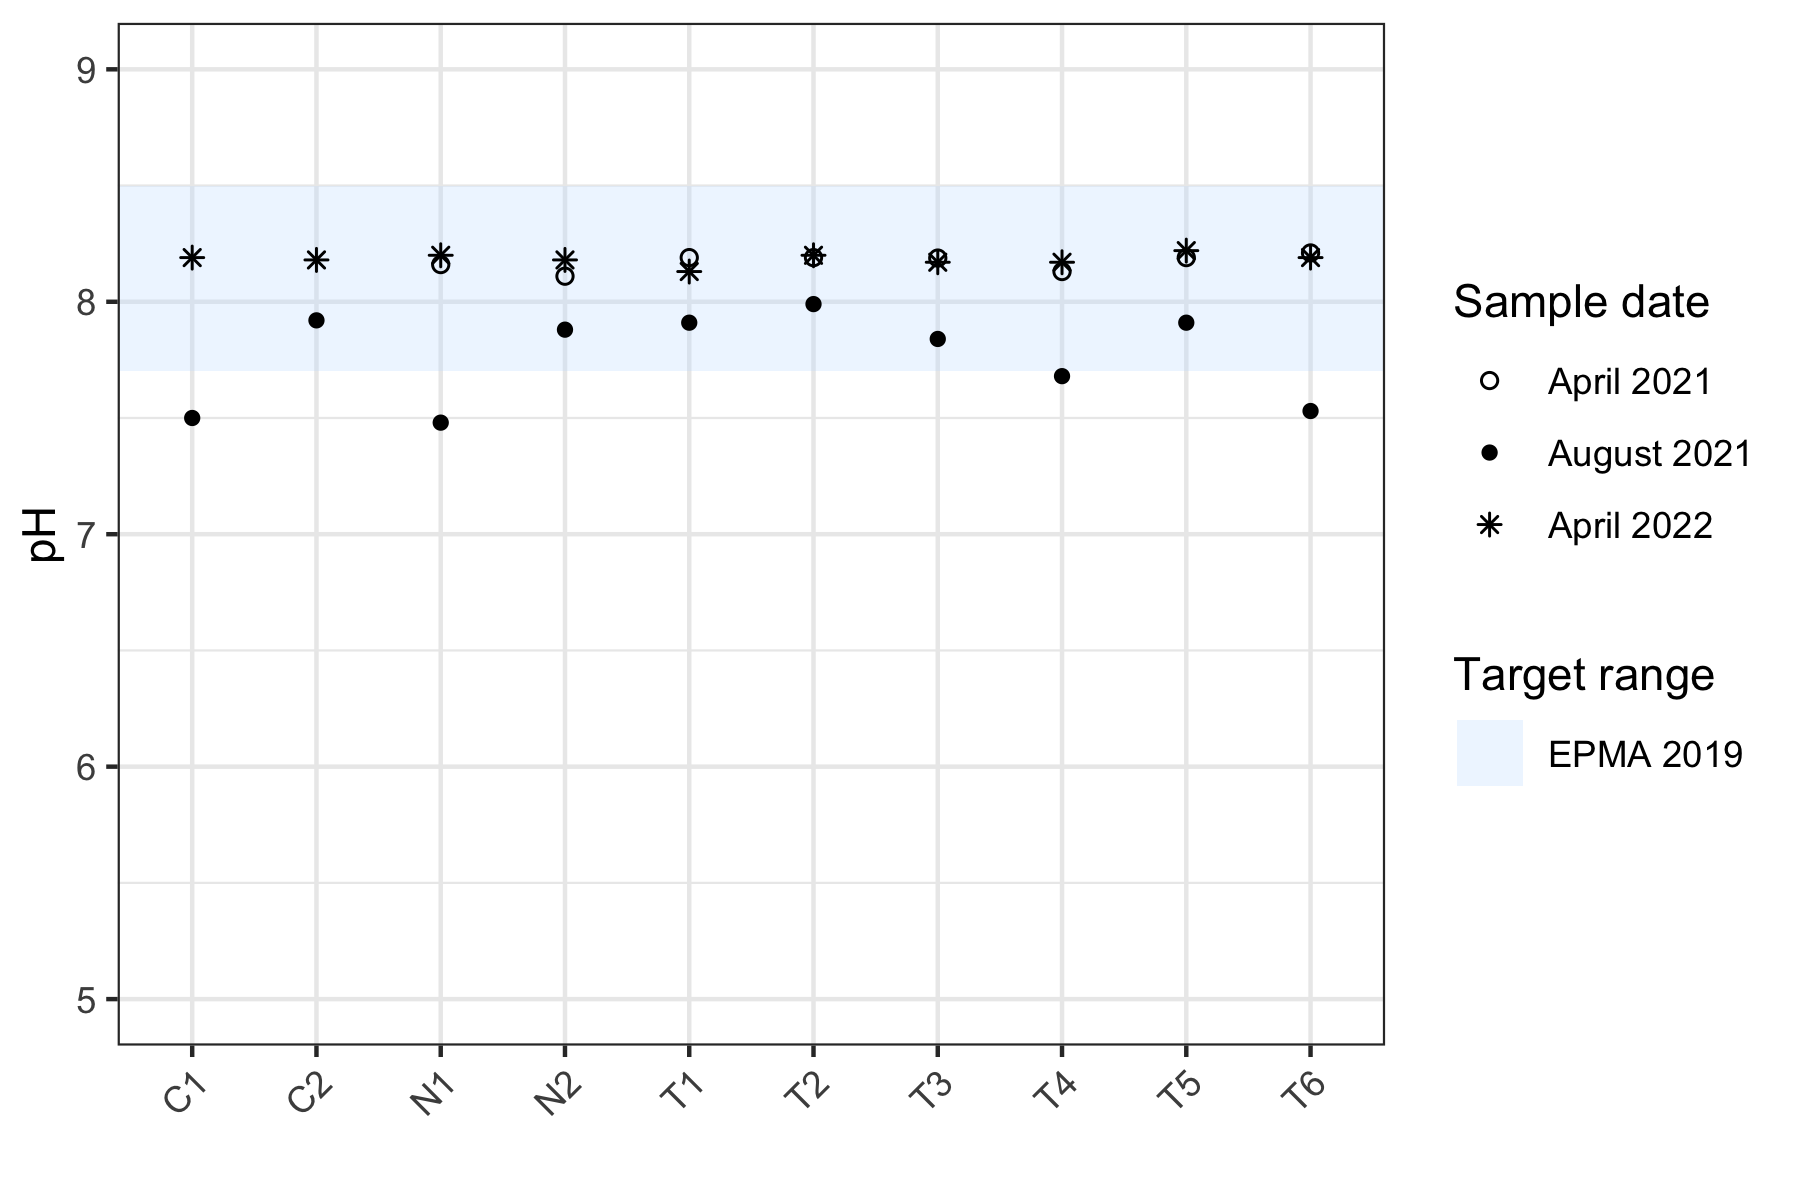 9
8
7
6
5
pH
C1
C2
N1
N2
T1
T2
T3
T4
T5
T6
Sample date
April 2021
August 2021
April 2022
Target range
EPMA 2019